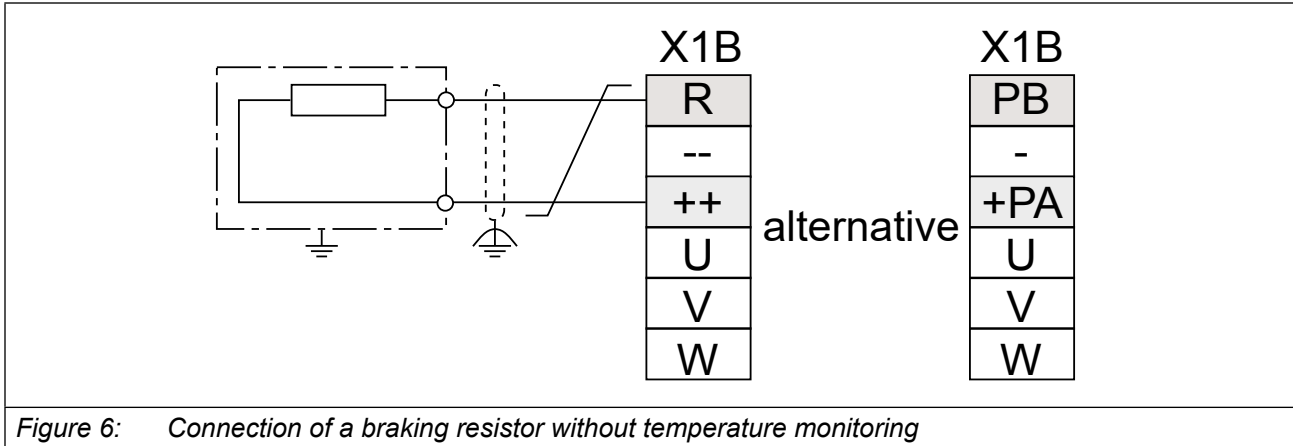 X1B
R
--
++
U
V
W
alternative
X1B
PB
-
+PA
U
V
W
Figure 6: Connection of a braking resistor without temperature monitoring